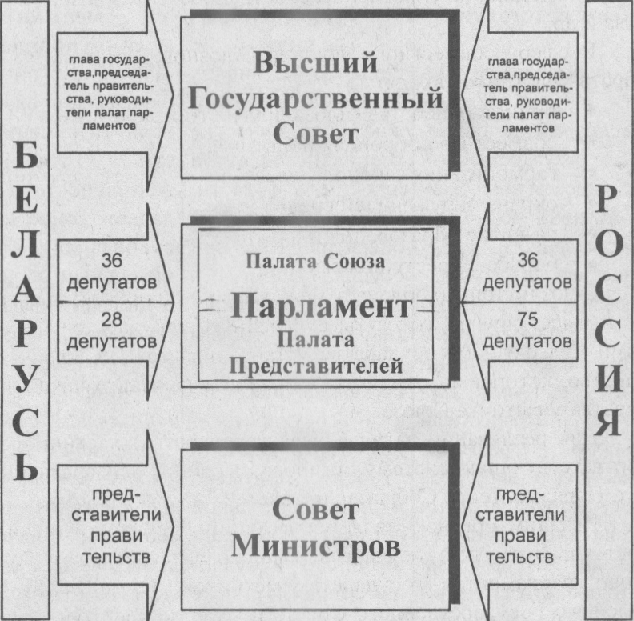 БЕЛАРУСЬ
глава государ-
ства,председа-
тель правитель-
ства, руководи-
тели палат пар-
ламентов
Высший
Государственный
Совет
глава государ-
ства,председа-
тель правитель-
ства, руководи-
тели палат пар-
ламентов
36
депутатов
28
депутатов
Палата Союза
Парламент
Палата
Представителей
36
депутатов
75
депутатов
пред-
ставители
прави
тельств
Совет
Министров
пред-
ставители
прави
тельств
РОССИЯ